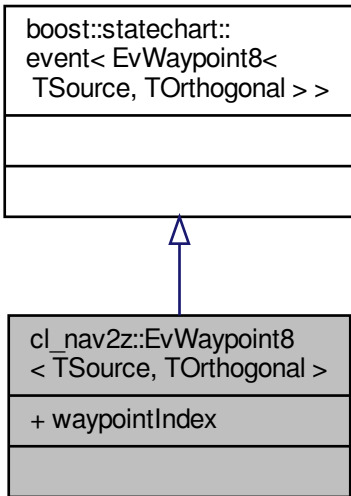 boost::statechart::
event< EvWaypoint8<
TSource, TOrthogonal > >
cl_nav2z::EvWaypoint8
< TSource, TOrthogonal >
+ waypointIndex